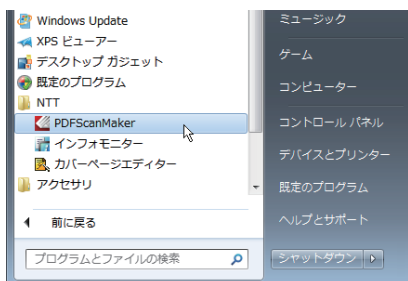 Windows Update
XPS ビューアー
デスクトップ ガジェット
既定のプログラム
NTT
PDFScanMaker
インフォモニター
カバーページエディター
アクセサリ
前に戻る
プログラムとファイルの検索
ミュージック
ゲーム
コンピューター
コントロール パネル
デバイスとプリンター
既定のプログラム
ヘルプとサポート
シャットダウン